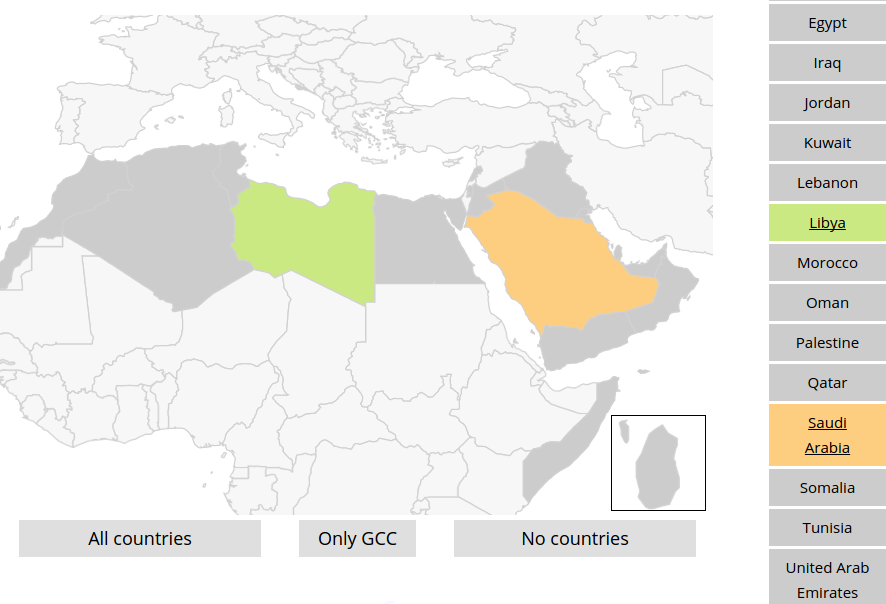 Egypt
Iraq
Jordan
Kuwait
Lebanon
Libya
Morocco
Oman
Palestine
Qatar
Saudi
Arabia
Somalia
Tunisia
United Arab
Emirates
All countries
Only GCC
No countries